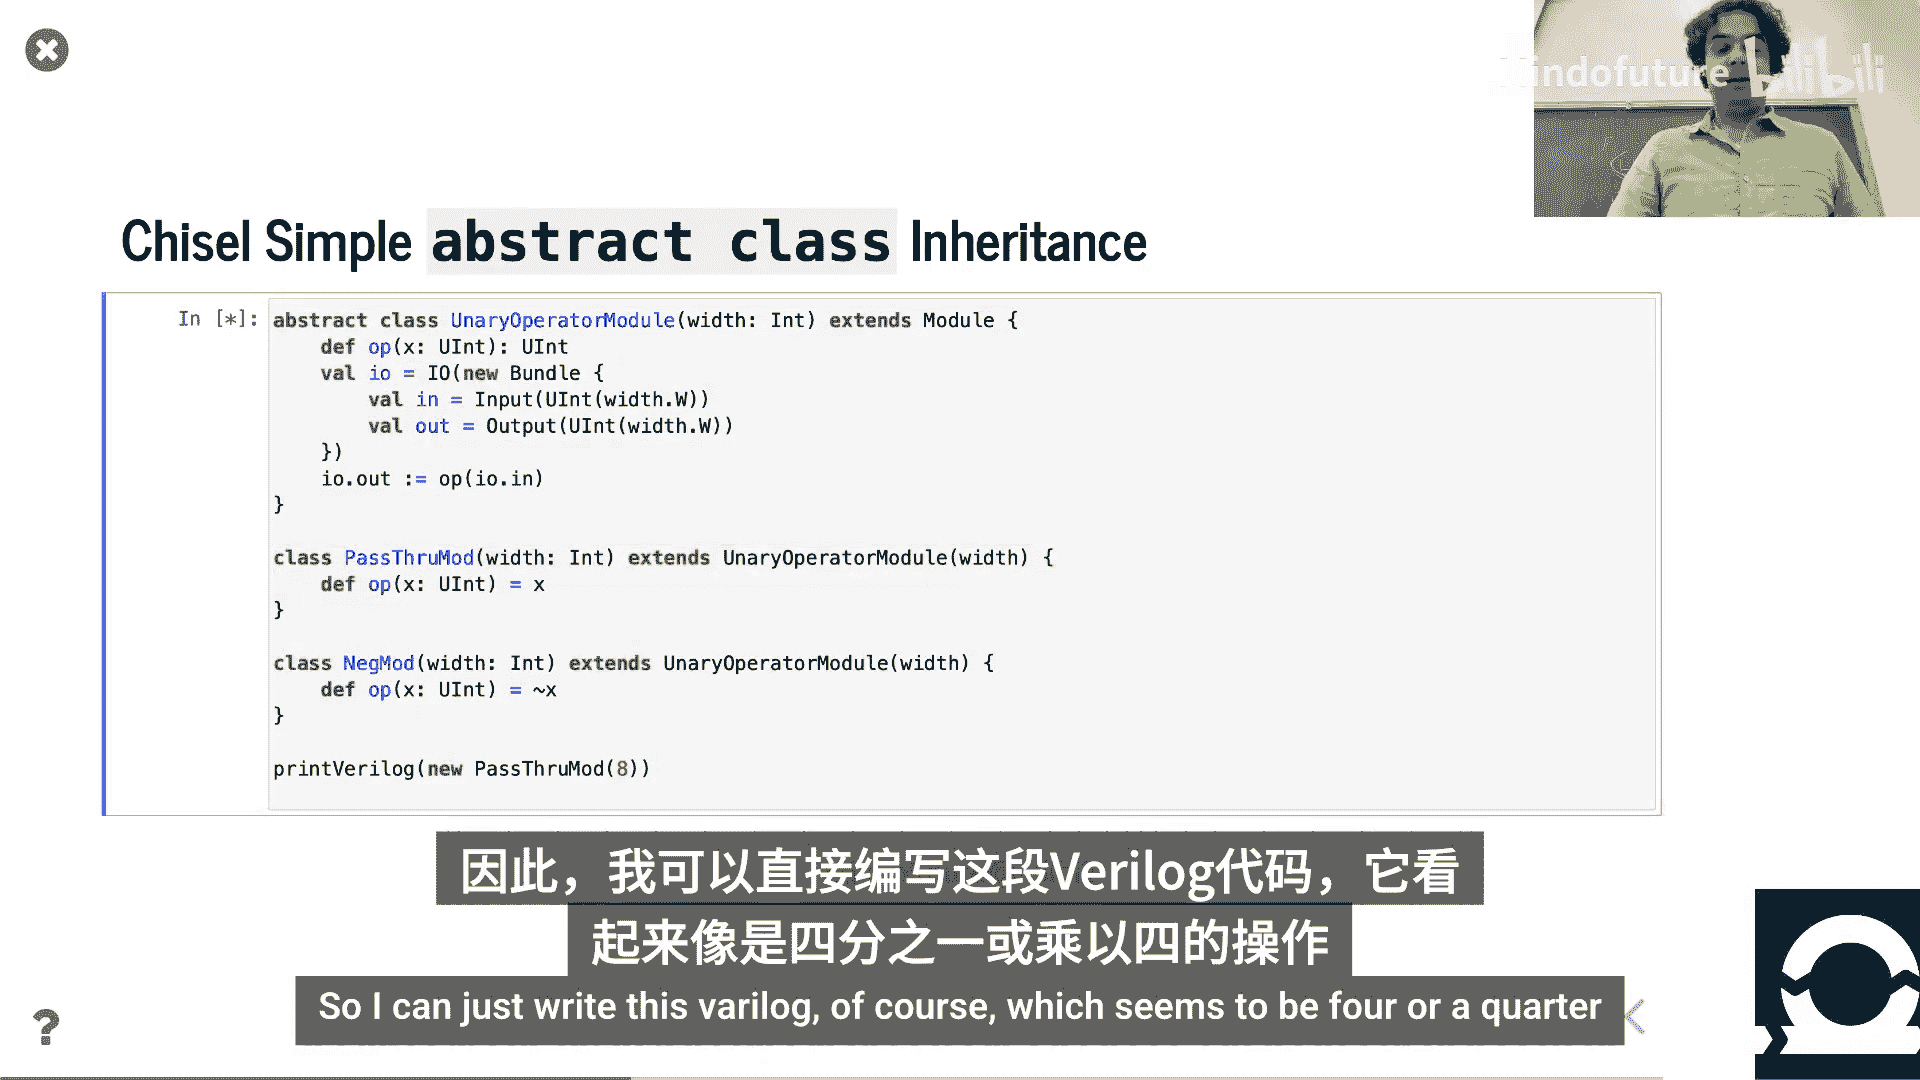 indofuture bilibili
Chisel Simple abstract class Inheritance
In [*]:
abstract class UnaryOperatorModule(width: Int) extends Module {
    def op(x: UInt): UInt
    val io = IO(new Bundle {
        val in = Input(UInt(width.W))
        val out = Output(UInt(width.W))
    })
    io.out := op(io.in)
}
class PassThruMod(width: Int) extends UnaryOperatorModule(width) {
    def op(x: UInt) = x
}
class NegMod(width: Int) extends UnaryOperatorModule(width) {
    def op(x: UInt) = ~x
}
printVerilog(new PassThruMod(8))
因此，我可以直接编写这段Verilog代码，它看
起来像是四分之一或乘以四的操作
So I can just write this varilog, of course, which seems to be four or a quarter
?